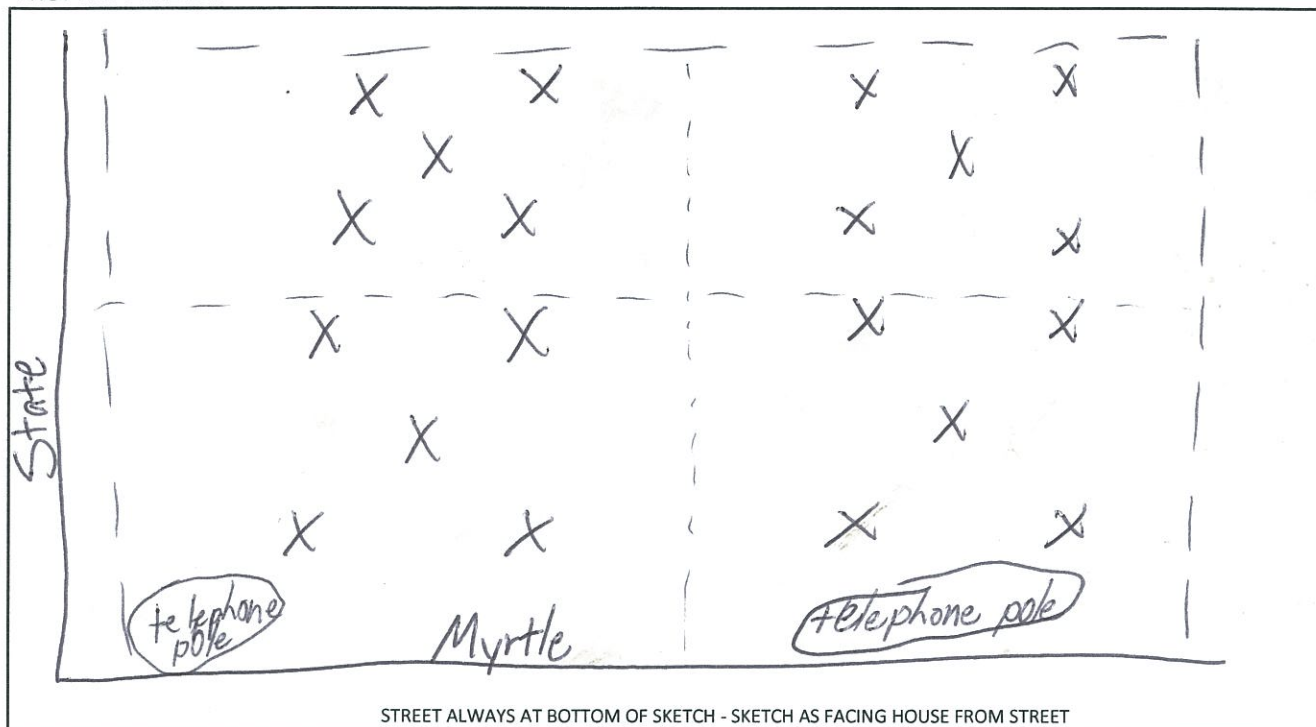 X X X X
X X
X X X X
X X X X
X X
X X X X
State
telephone
pole
Myrtle
telephone pole
STREET ALWAYS AT BOTTOM OF SKETCH - SKETCH AS FACING HOUSE FROM STREET